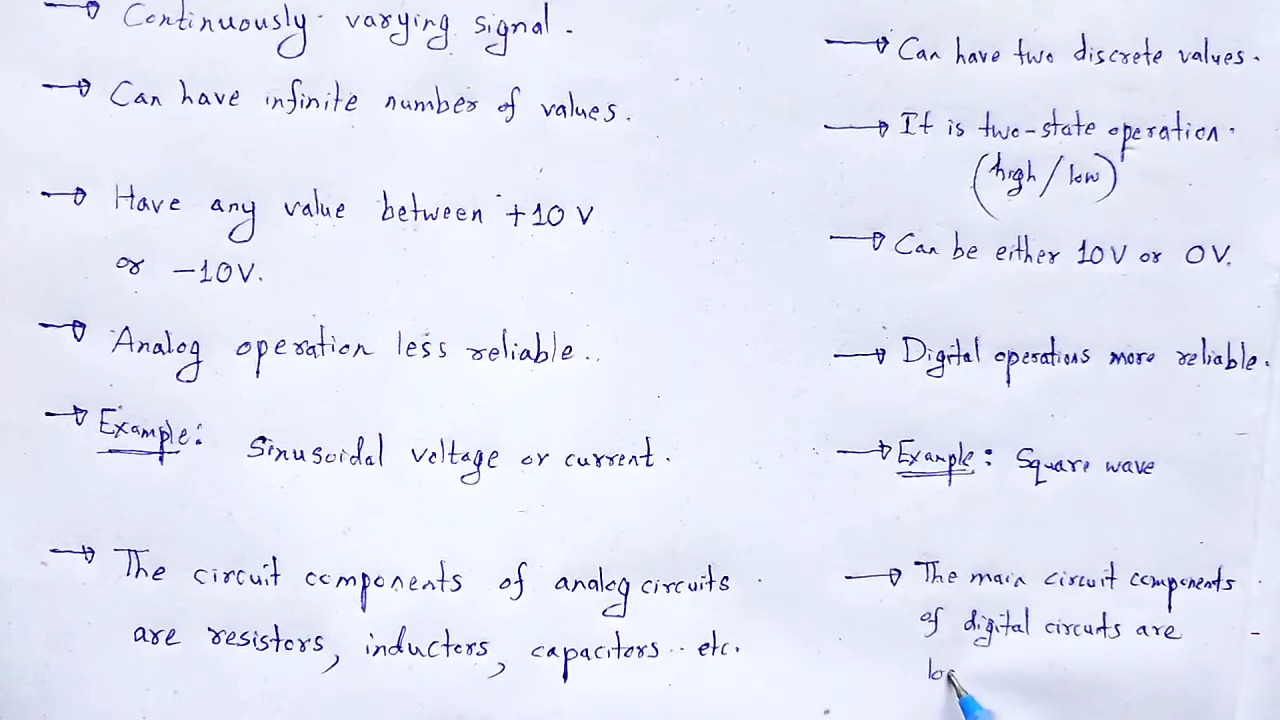 Continuously varying signal.
Can have infinite number of values.
Have any value between +10V
or -10V.
Analog operation less reliable..
Example: Sinusoidal voltage or current.
The circuit components of analog circuits
are resistors, inductors, capacitors.. etc.
Can have two discrete values.
It is two-state operation.
(high/low)
Can be either 10V or 0V.
Digital operations more reliable.
Example: Square wave
The main circuit components
of digital circuits are
lo